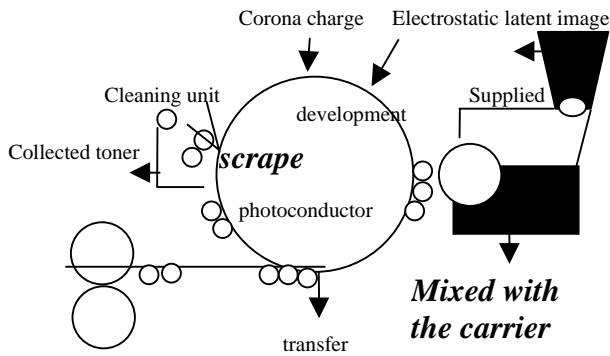 Corona charge
Electrostatic latent image
Cleaning unit
development
Supplied
Collected toner
scrape
photoconductor
Mixed with
the carrier
transfer